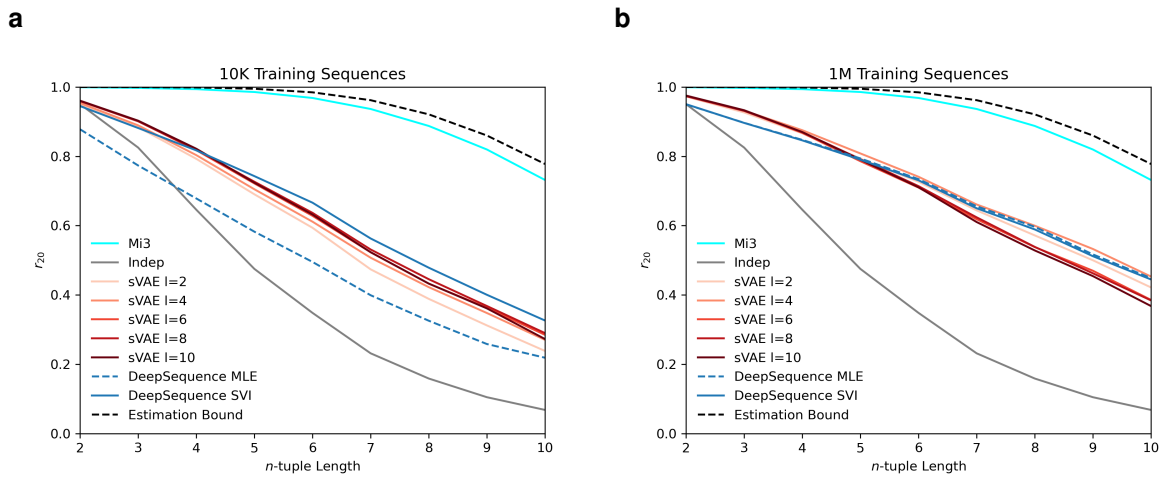 a
10K Training Sequences
1.0
0.8
0.6
0.4
0.2
0.0
r20
Mi3
Indep
sVAE l=2
sVAE l=4
sVAE l=6
sVAE l=8
sVAE l=10
DeepSequence MLE
DeepSequence SVI
Estimation Bound
2 3 4 5 6 7 8 9 10
n-tuple Length
b
1M Training Sequences
1.0
0.8
0.6
0.4
0.2
0.0
r20
Mi3
Indep
sVAE l=2
sVAE l=4
sVAE l=6
sVAE l=8
sVAE l=10
DeepSequence MLE
DeepSequence SVI
Estimation Bound
2 3 4 5 6 7 8 9 10
n-tuple Length